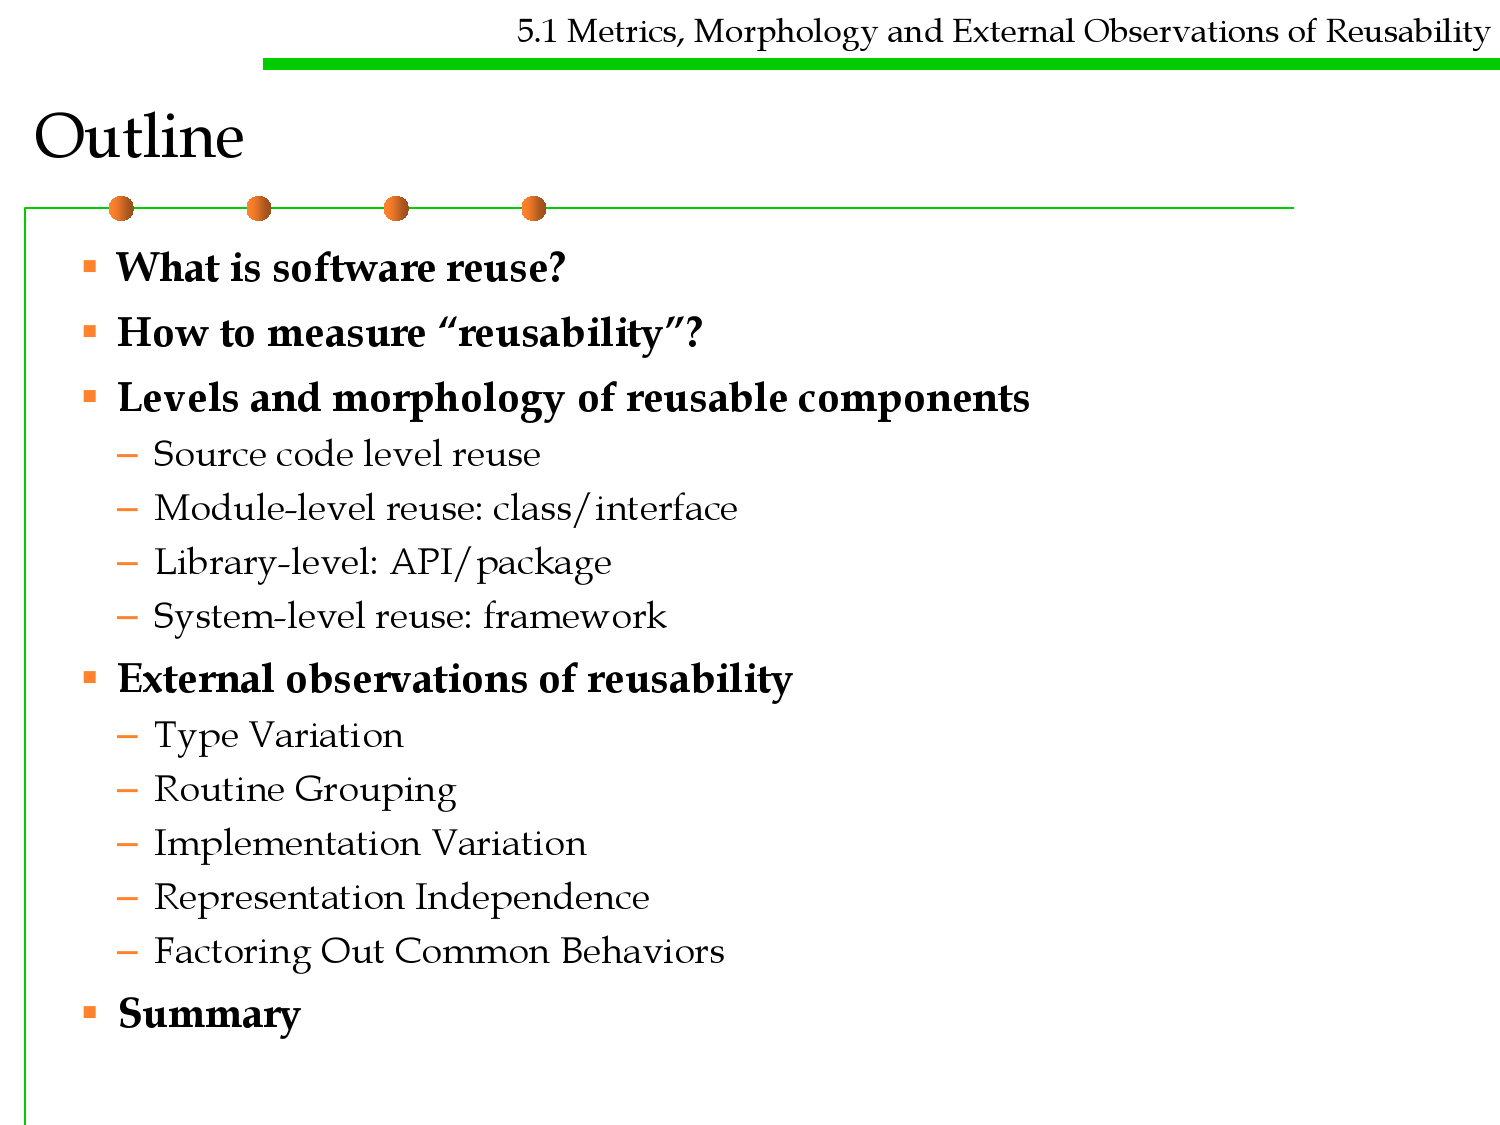 5.1 Metrics, Morphology and External Observations of Reusability
Outline
▪ What is software reuse?
▪ How to measure “reusability”?
▪ Levels and morphology of reusable components
– Source code level reuse
– Module-level reuse: class/interface
– Library-level: API/package
– System-level reuse: framework
▪ External observations of reusability
– Type Variation
– Routine Grouping
– Implementation Variation
– Representation Independence
– Factoring Out Common Behaviors
▪ Summary